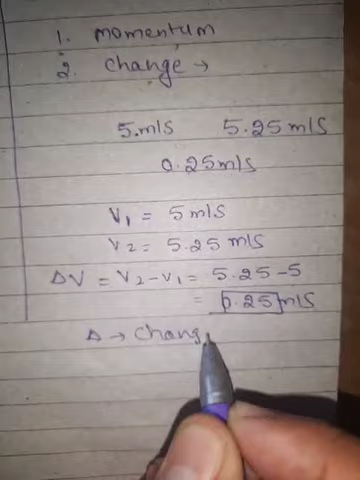 1. momentum
2. change →
5.m/s 5.25 m/s
0.25m/s
V₁ = 5 m/s
V₂ = 5.25 m/s
ΔV = V₂-V₁ = 5.25-5
= 0.25 m/s
Δ → Chang